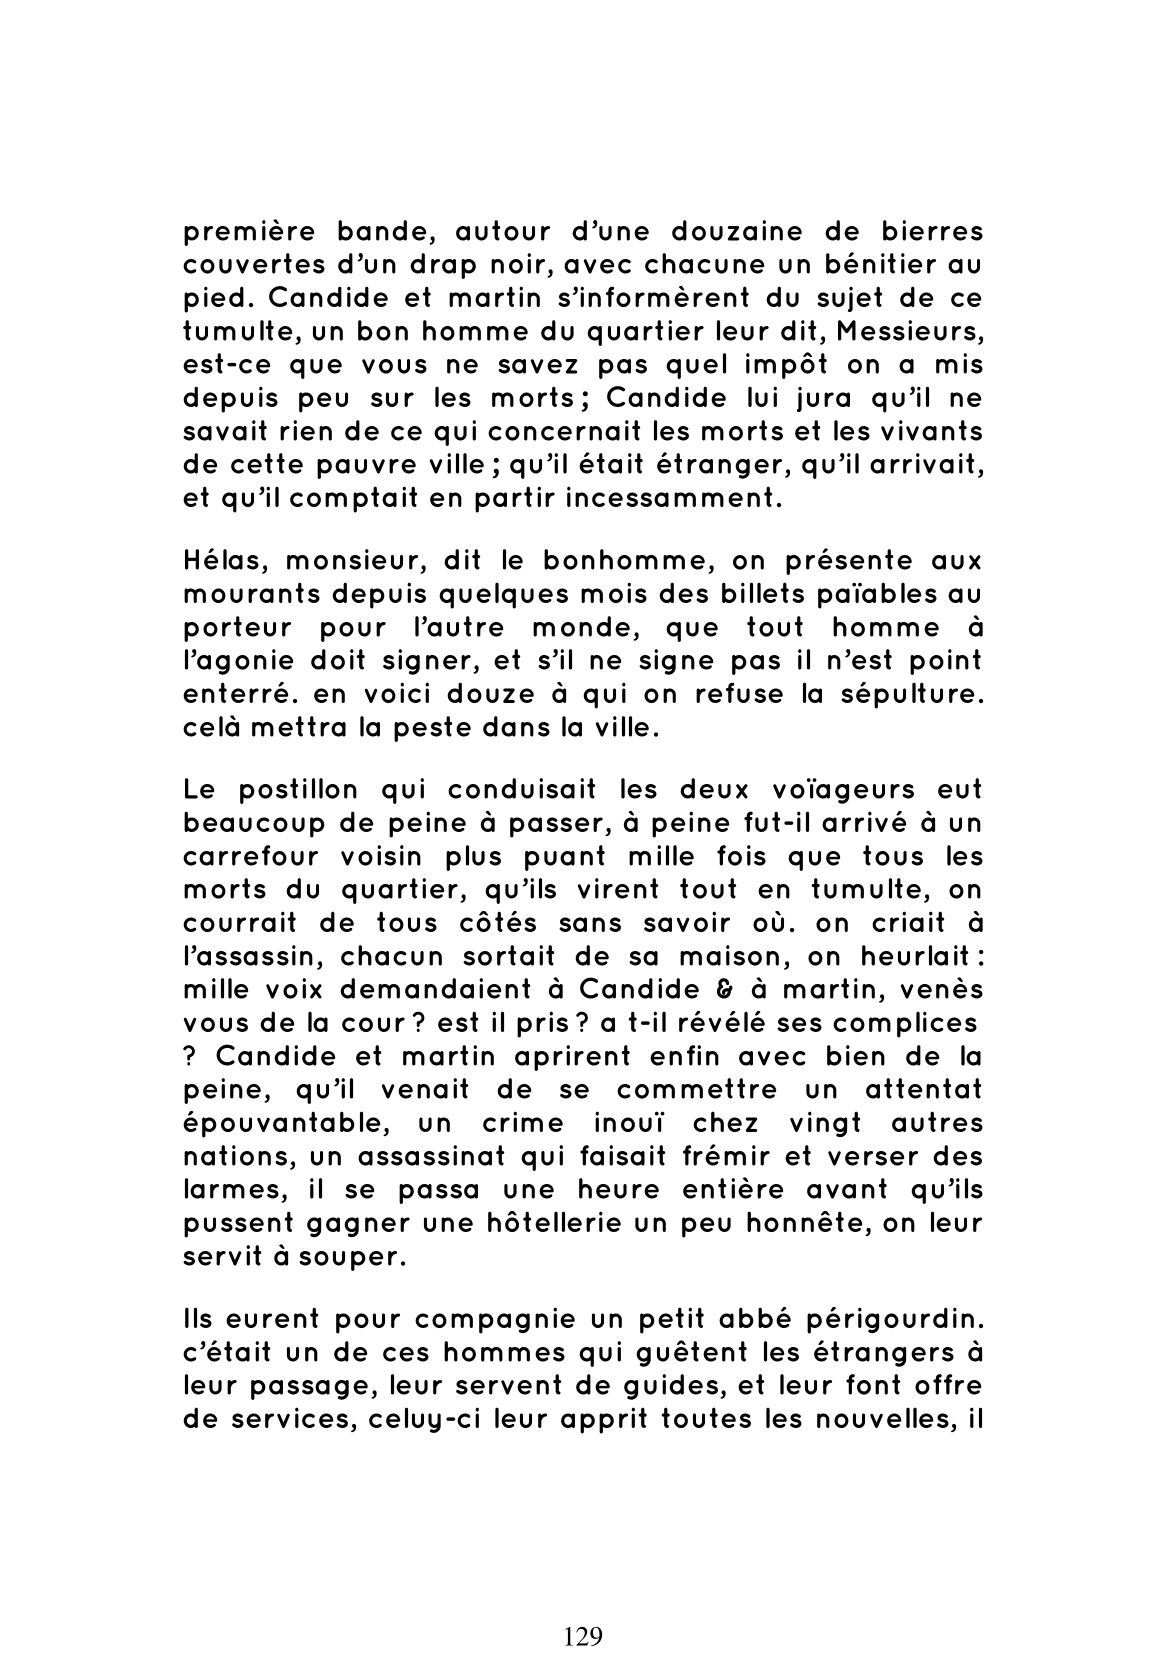 première bande, autour d’une douzaine de bierres
couvertes d’un drap noir, avec chacune un bénitier au
pied. Candide et martin s’informèrent du sujet de ce
tumulte, un bon homme du quartier leur dit, Messieurs,
est-ce que vous ne savez pas quel impôt on a mis
depuis peu sur les morts ; Candide lui jura qu’il ne
savait rien de ce qui concernait les morts et les vivants
de cette pauvre ville ; qu’il était étranger, qu’il arrivait,
et qu’il comptait en partir incessamment.
Hélas, monsieur, dit le bonhomme, on présente aux
mourants depuis quelques mois des billets païables au
porteur pour l’autre monde, que tout homme à
l’agonie doit signer, et s’il ne signe pas il n’est point
enterré. en voici douze à qui on refuse la sépulture.
celà mettra la peste dans la ville.
Le postillon qui conduisait les deux voïageurs eut
beaucoup de peine à passer, à peine fut-il arrivé à un
carrefour voisin plus puant mille fois que tous les
morts du quartier, qu’ils virent tout en tumulte, on
courrait de tous côtés sans savoir où. on criait à
l’assassin, chacun sortait de sa maison, on heurlait :
mille voix demandaient à Candide & à martin, venès
vous de la cour ? est il pris ? a t-il révélé ses complices
? Candide et martin aprirent enfin avec bien de la
peine, qu’il venait de se commettre un attentat
épouvantable, un crime inouï chez vingt autres
nations, un assassinat qui faisait frémir et verser des
larmes, il se passa une heure entière avant qu’ils
pussent gagner une hôtellerie un peu honnête, on leur
servit à souper.
Ils eurent pour compagnie un petit abbé périgourdin.
c’était un de ces hommes qui guêtent les étrangers à
leur passage, leur servent de guides, et leur font offre
de services, celuy-ci leur apprit toutes les nouvelles, il
129